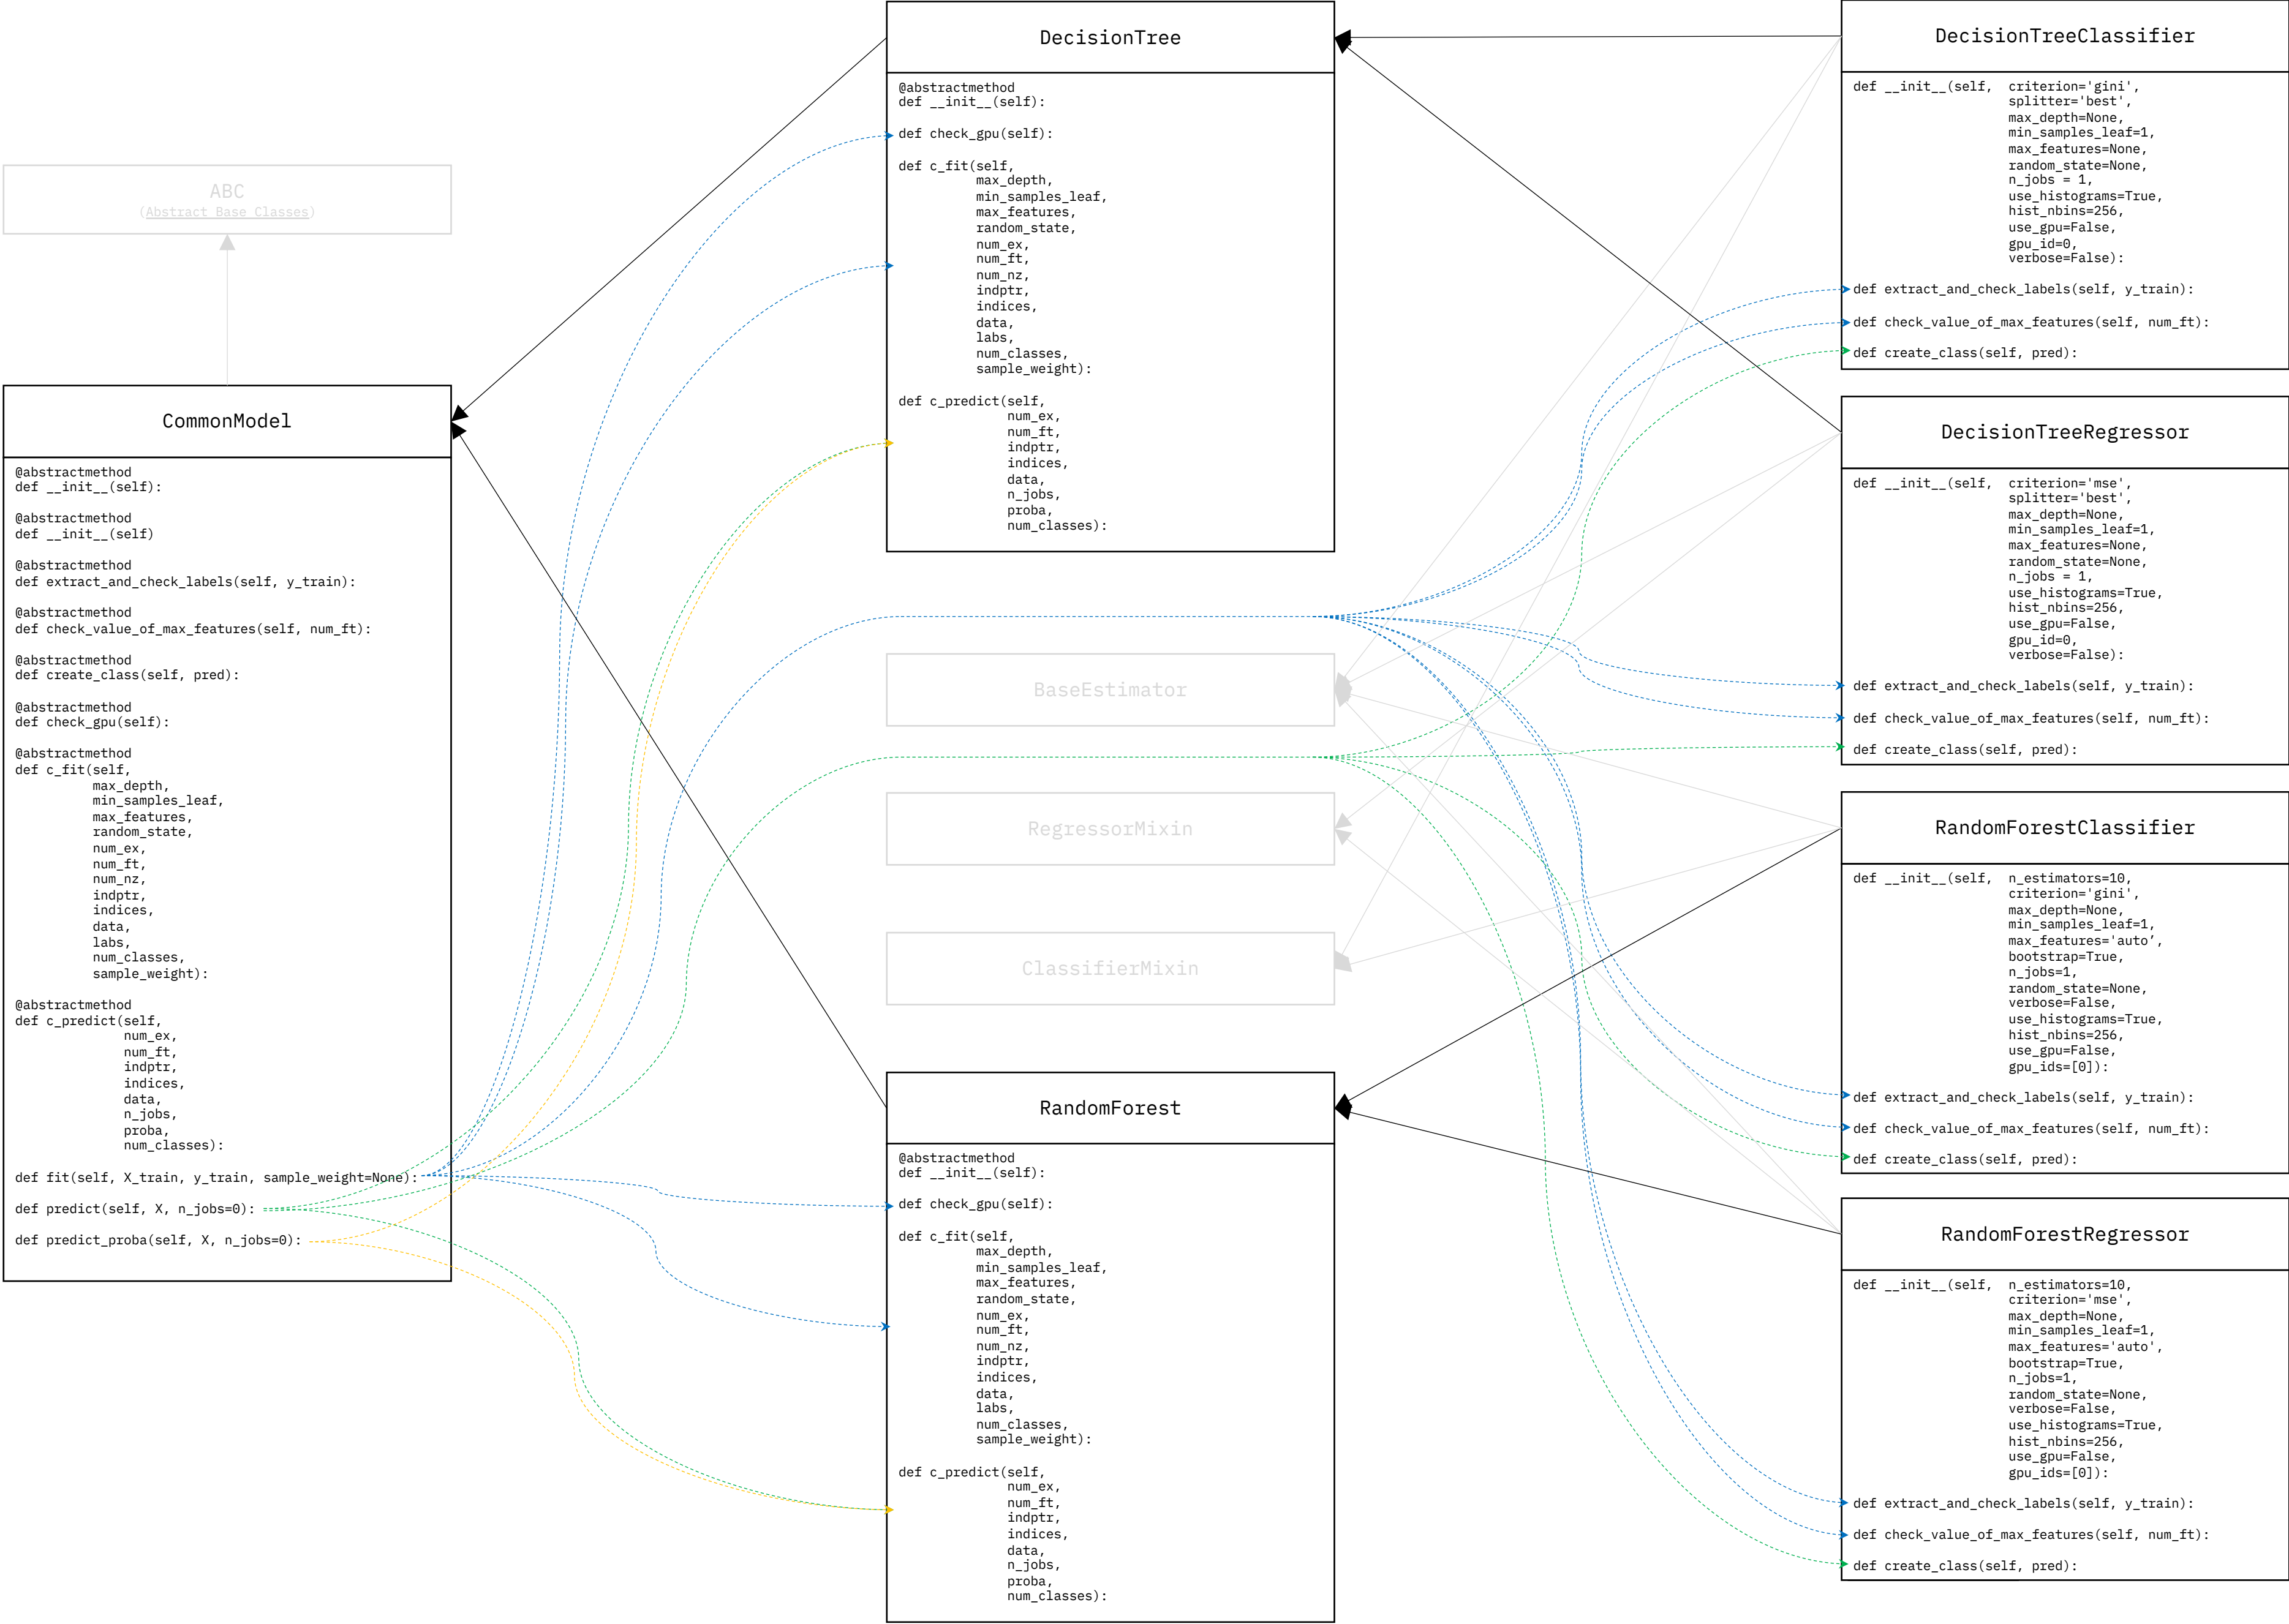 ABC
(Abstract Base Classes)
CommonModel
@abstractmethod
def __init__(self):
@abstractmethod
def __init__(self)
@abstractmethod
def extract_and_check_labels(self, y_train):
@abstractmethod
def check_value_of_max_features(self, num_ft):
@abstractmethod
def create_class(self, pred):
@abstractmethod
def check_gpu(self):
@abstractmethod
def c_fit(self,
max_depth,
min_samples_leaf,
max_features,
random_state,
num_ex,
num_ft,
num_nz,
indptr,
indices,
data,
labs,
num_classes,
sample_weight):
@abstractmethod
def c_predict(self,
num_ex,
num_ft,
indptr,
indices,
data,
n_jobs,
proba,
num_classes):
def fit(self, X_train, y_train, sample_weight=None):
def predict(self, X, n_jobs=0):
def predict_proba(self, X, n_jobs=0):
DecisionTree
@abstractmethod
def __init__(self):
def check_gpu(self):
def c_fit(self,
max_depth,
min_samples_leaf,
max_features,
random_state,
num_ex,
num_ft,
num_nz,
indptr,
indices,
data,
labs,
num_classes,
sample_weight):
def c_predict(self,
num_ex,
num_ft,
indptr,
indices,
data,
n_jobs,
proba,
num_classes):
BaseEstimator
RegressorMixin
ClassifierMixin
RandomForest
@abstractmethod
def __init__(self):
def check_gpu(self):
def c_fit(self,
max_depth,
min_samples_leaf,
max_features,
random_state,
num_ex,
num_ft,
num_nz,
indptr,
indices,
data,
labs,
num_classes,
sample_weight):
def c_predict(self,
num_ex,
num_ft,
indptr,
indices,
data,
n_jobs,
proba,
num_classes):
DecisionTreeClassifier
def __init__(self, criterion='gini',
splitter='best',
max_depth=None,
min_samples_leaf=1,
max_features=None,
random_state=None,
n_jobs = 1,
use_histograms=True,
hist_nbins=256,
use_gpu=False,
gpu_id=0,
verbose=False):
def extract_and_check_labels(self, y_train):
def check_value_of_max_features(self, num_ft):
def create_class(self, pred):
DecisionTreeRegressor
def __init__(self, criterion='mse',
splitter='best',
max_depth=None,
min_samples_leaf=1,
max_features=None,
random_state=None,
n_jobs = 1,
use_histograms=True,
hist_nbins=256,
use_gpu=False,
gpu_id=0,
verbose=False):
def extract_and_check_labels(self, y_train):
def check_value_of_max_features(self, num_ft):
def create_class(self, pred):
RandomForestClassifier
def __init__(self, n_estimators=10,
criterion='gini',
max_depth=None,
min_samples_leaf=1,
max_features='auto’,
bootstrap=True,
n_jobs=1,
random_state=None,
verbose=False,
use_histograms=True,
hist_nbins=256,
use_gpu=False,
gpu_ids=[0]):
def extract_and_check_labels(self, y_train):
def check_value_of_max_features(self, num_ft):
def create_class(self, pred):
RandomForestRegressor
def __init__(self, n_estimators=10,
criterion='mse',
max_depth=None,
min_samples_leaf=1,
max_features='auto',
bootstrap=True,
n_jobs=1,
random_state=None,
verbose=False,
use_histograms=True,
hist_nbins=256,
use_gpu=False,
gpu_ids=[0]):
def extract_and_check_labels(self, y_train):
def check_value_of_max_features(self, num_ft):
def create_class(self, pred):